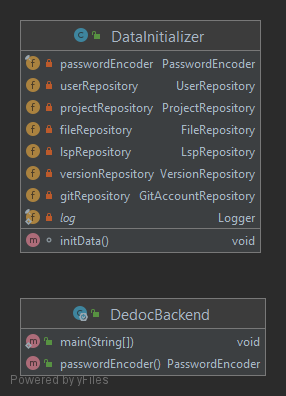 DataInitializer
passwordEncoder PasswordEncoder
userRepository UserRepository
projectRepository ProjectRepository
fileRepository FileRepository
lspRepository LspRepository
versionRepository VersionRepository
gitRepository GitAccountRepository
log Logger
initData() void
DedocBackend
main(String[]) void
passwordEncoder() PasswordEncoder
Powered by yFiles